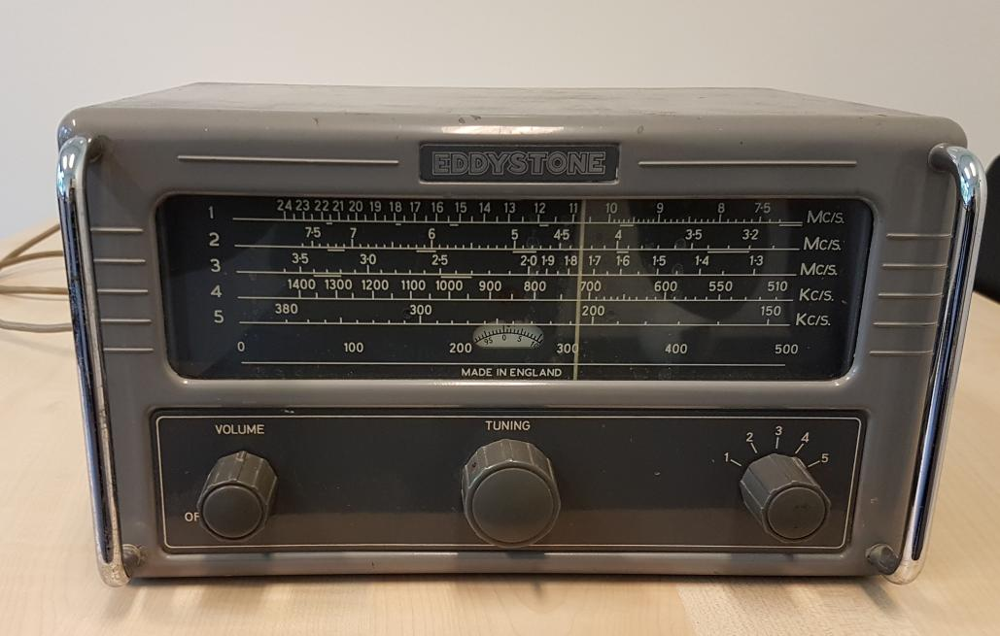 EDDYSTONE
1 24 23 22 21 20 19 18 17 16 15 14 13 12 11 10 9 8 7·5 Mc/s.
2 7·5 7 6 5 4·5 4 3·5 3·2 Mc/s.
3 3·5 3·0 2·5 2·0 1·9 1·8 1·7 1·6 1·5 1·4 1·3 Mc/s.
4 1400 1300 1200 1100 1000 900 800 700 600 550 510 Kc/s.
5 380 300 200 150 Kc/s.
95 0 5 10
0 100 200 300 400 500
MADE IN ENGLAND
VOLUME TUNING
1 2 3 4 5
OF